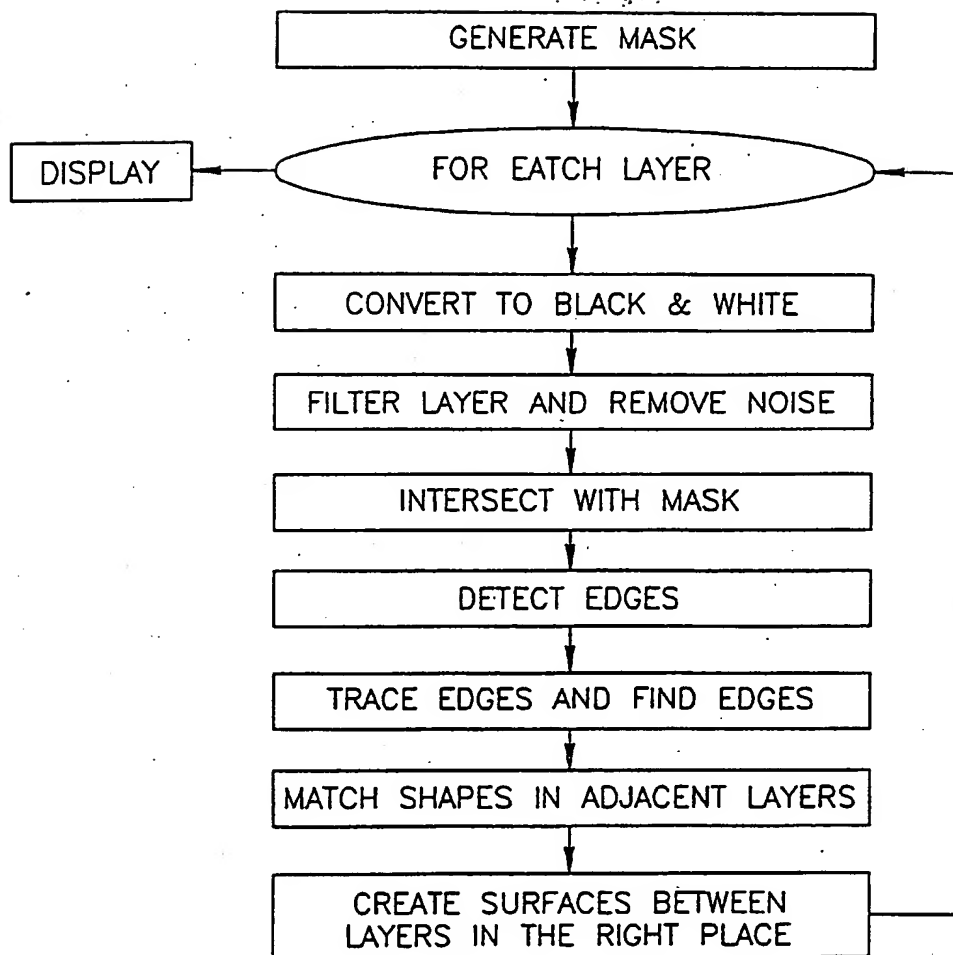 GENERATE MASK
DISPLAY
FOR EATCH LAYER
CONVERT TO BLACK & WHITE
FILTER LAYER AND REMOVE NOISE
INTERSECT WITH MASK
DETECT EDGES
TRACE EDGES AND FIND EDGES
MATCH SHAPES IN ADJACENT LAYERS
CREATE SURFACES BETWEEN
LAYERS IN THE RIGHT PLACE